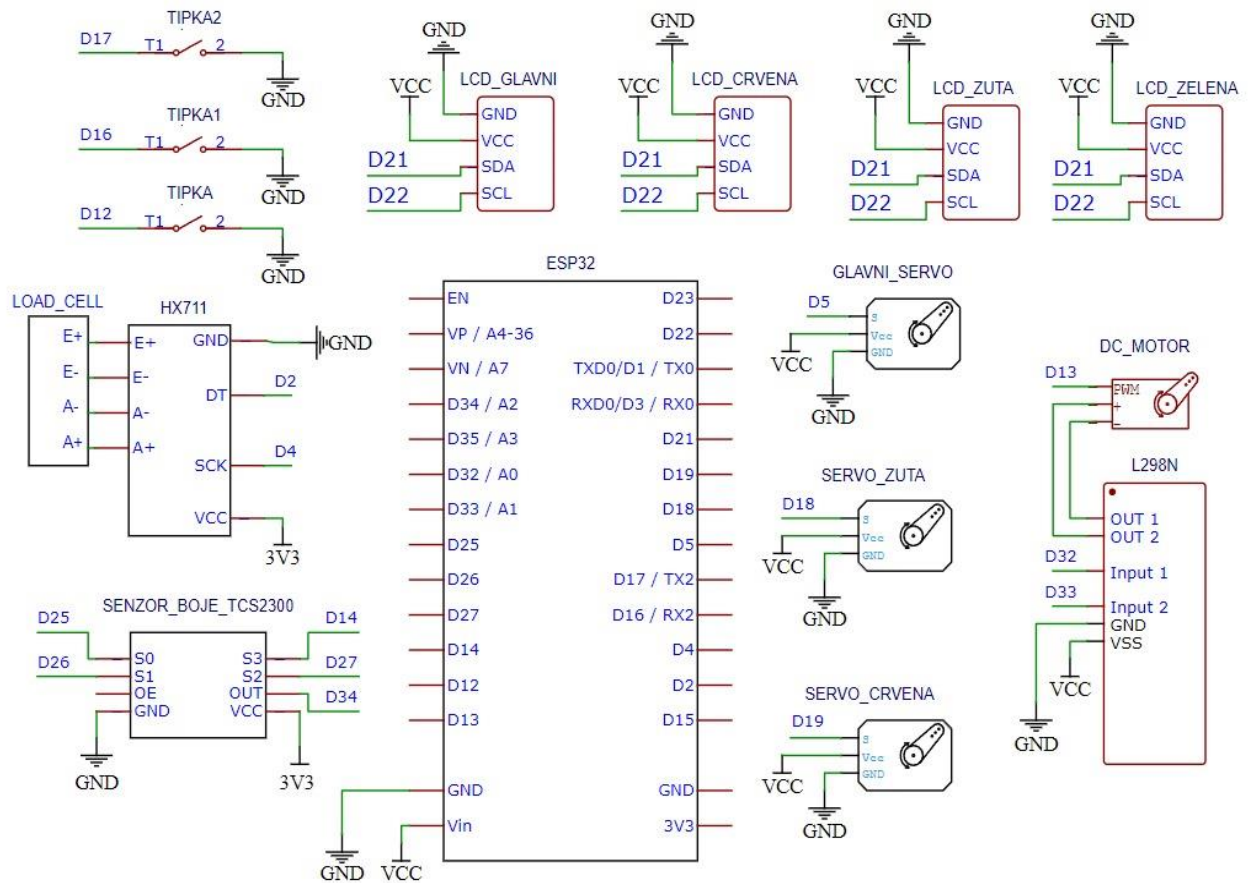 TIPKA2
D17
T1
2
GND
TIPKA1
D16
T1
2
GND
TIPKA
D12
T1
2
GND
GND
VCC
LCD_GLAVNI
GND
VCC
SDA
SCL
D21
D22
GND
VCC
LCD_CRVENA
GND
VCC
SDA
SCL
D21
D22
GND
VCC
LCD_ZUTA
GND
VCC
SDA
SCL
D21
D22
GND
VCC
LCD_ZELENA
GND
VCC
SDA
SCL
D21
D22
LOAD_CELL
E+
E-
A-
A+
HX711
E+
E-
A-
A+
GND
DT
SCK
VCC
GND
D2
D4
3V3
SENZOR_BOJE_TCS2300
D25
D26
S0
S1
OE
GND
S3
S2
OUT
VCC
D14
D27
D34
GND
3V3
ESP32
EN
VP / A4-36
VN / A7
D34 / A2
D35 / A3
D32 / A0
D33 / A1
D25
D26
D27
D14
D12
D13
GND
Vin
D23
D22
TXD0/D1 / TX0
RXD0/D3 / RX0
D21
D19
D18
D5
D17 / TX2
D16 / RX2
D4
D2
D15
GND
3V3
GND
VCC
GLAVNI_SERVO
D5
S
Vcc
GND
VCC
GND
SERVO_ZUTA
D18
S
Vcc
GND
VCC
GND
SERVO_CRVENA
D19
S
Vcc
GND
VCC
GND
DC_MOTOR
D13
PWM
+
-
L298N
OUT 1
OUT 2
Input 1
Input 2
GND
VSS
D32
D33
VCC
GND